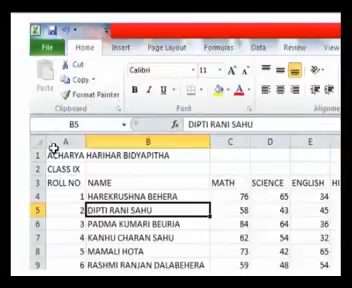 File Home Insert Page Layout Formulas Data Review View
Cut
Copy
Paste
Format Painter
Calibri 11 A A
B I U A
Clipboard Font Alignme
B5 fx DIPTI RANI SAHU
A B C D E
1 ACHARYA HARIHAR BIDYAPITHA
2 CLASS IX
3 ROLL NO NAME MATH SCIENCE ENGLISH HI
4 1 HAREKRUSHNA BEHERA 76 65 34
5 2 DIPTI RANI SAHU 58 43 45
6 3 PADMA KUMARI BEURIA 84 64 36
7 4 KANHU CHARAN SAHU 62 54 32
8 5 MAMALI HOTA 73 42 65
9 6 RASHMI RANJAN DALABEHERA 59 48 54